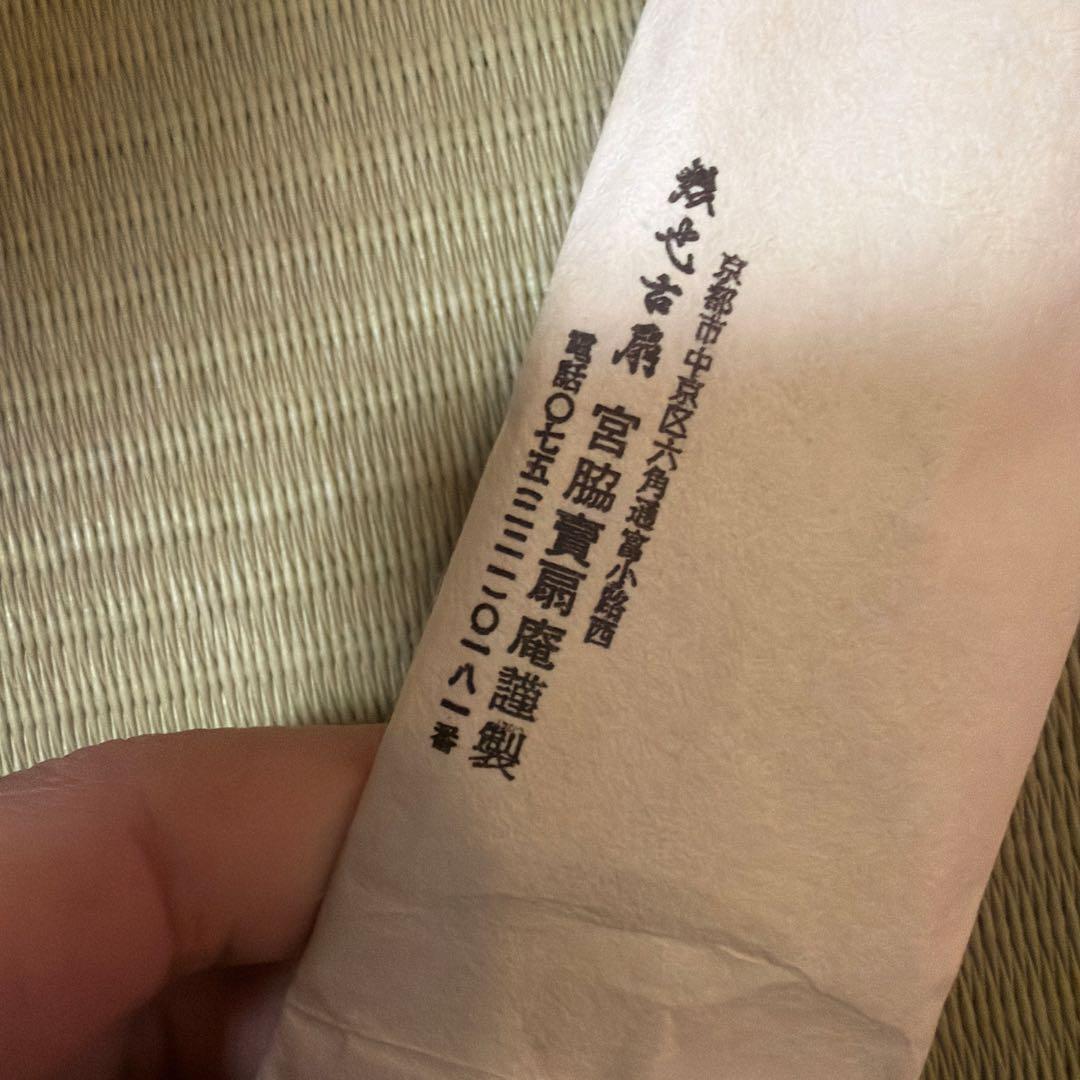 京都市中京区六角通富小路西
美也古扇 宮脇賣扇庵謹製
電話〇七五二二一〇一八一番